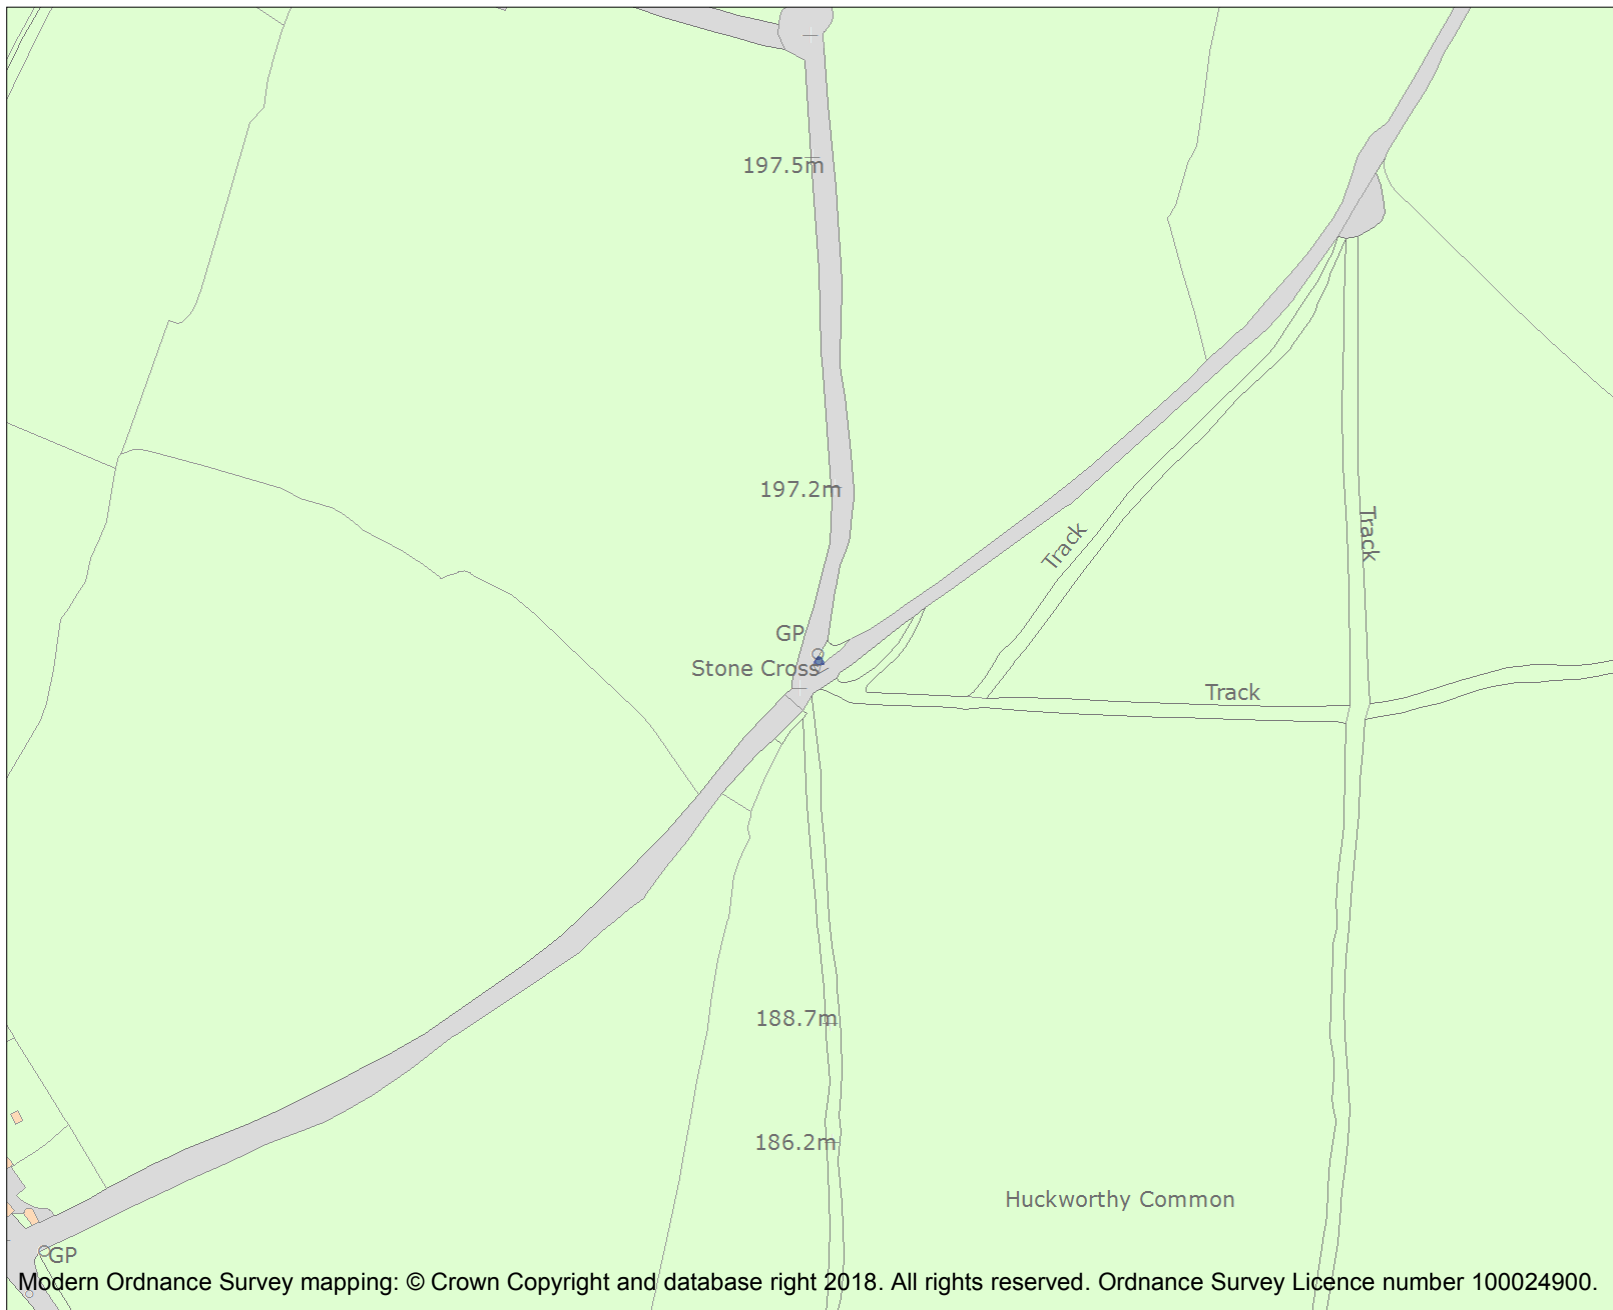 197.5m
197.2m
Track
Track
GP
Stone Cross
Track
188.7m
186.2m
Huckworthy Common
GP
Modern Ordnance Survey mapping: © Crown Copyright and database right 2018. All rights reserved. Ordnance Survey Licence number 100024900.